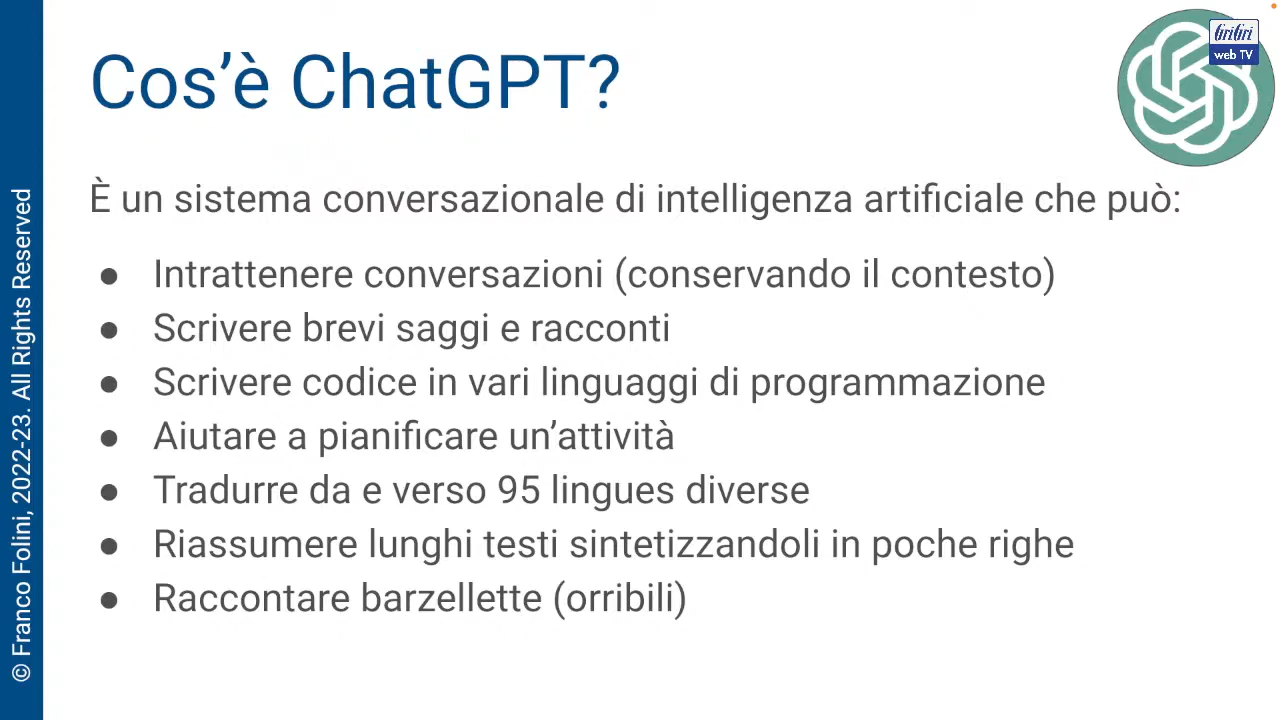 Cos’è ChatGPT?
È un sistema conversazionale di intelligenza artificiale che può:
● Intrattenere conversazioni (conservando il contesto)
● Scrivere brevi saggi e racconti
● Scrivere codice in vari linguaggi di programmazione
● Aiutare a pianificare un’attività
● Tradurre da e verso 95 lingues diverse
● Riassumere lunghi testi sintetizzandoli in poche righe
● Raccontare barzellette (orribili)
© Franco Folini, 2022-23. All Rights Reserved
GriGiri
web TV